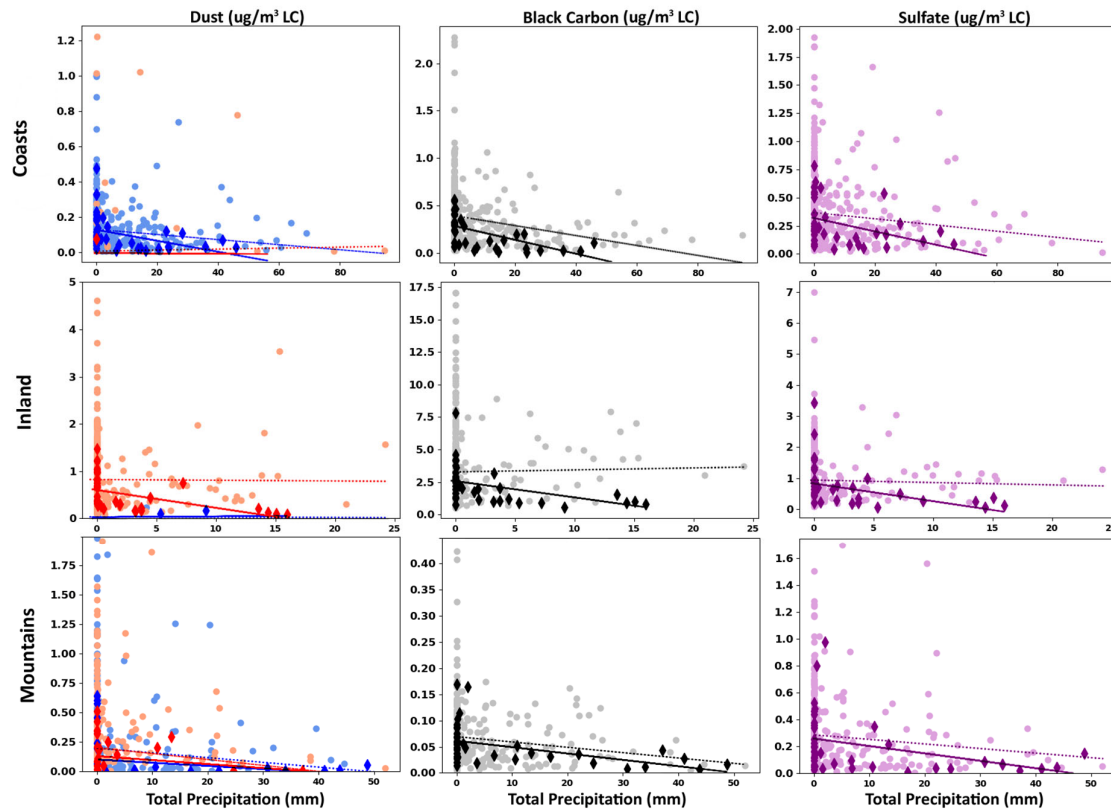 Dust (ug/m³ LC) Black Carbon (ug/m³ LC) Sulfate (ug/m³ LC)
Coasts
1.2 1.0 0.8 0.6 0.4 0.2 0.0
0 20 40 60 80
2.0 1.5 1.0 0.5 0.0
0 20 40 60 80
2.00 1.75 1.50 1.25 1.00 0.75 0.50 0.25 0.00
0 20 40 60 80
Inland
5 4 3 2 1 0
0 5 10 15 20 25
17.5 15.0 12.5 10.0 7.5 5.0 2.5 0.0
0 5 10 15 20 25
7 6 5 4 3 2 1 0
0 5 10 15 20 25
Mountains
1.75 1.50 1.25 1.00 0.75 0.50 0.25 0.00
0 10 20 30 40 50
0.40 0.35 0.30 0.25 0.20 0.15 0.10 0.05 0.00
0 10 20 30 40 50
1.6 1.4 1.2 1.0 0.8 0.6 0.4 0.2 0.0
0 10 20 30 40 50
Total Precipitation (mm) Total Precipitation (mm) Total Precipitation (mm)